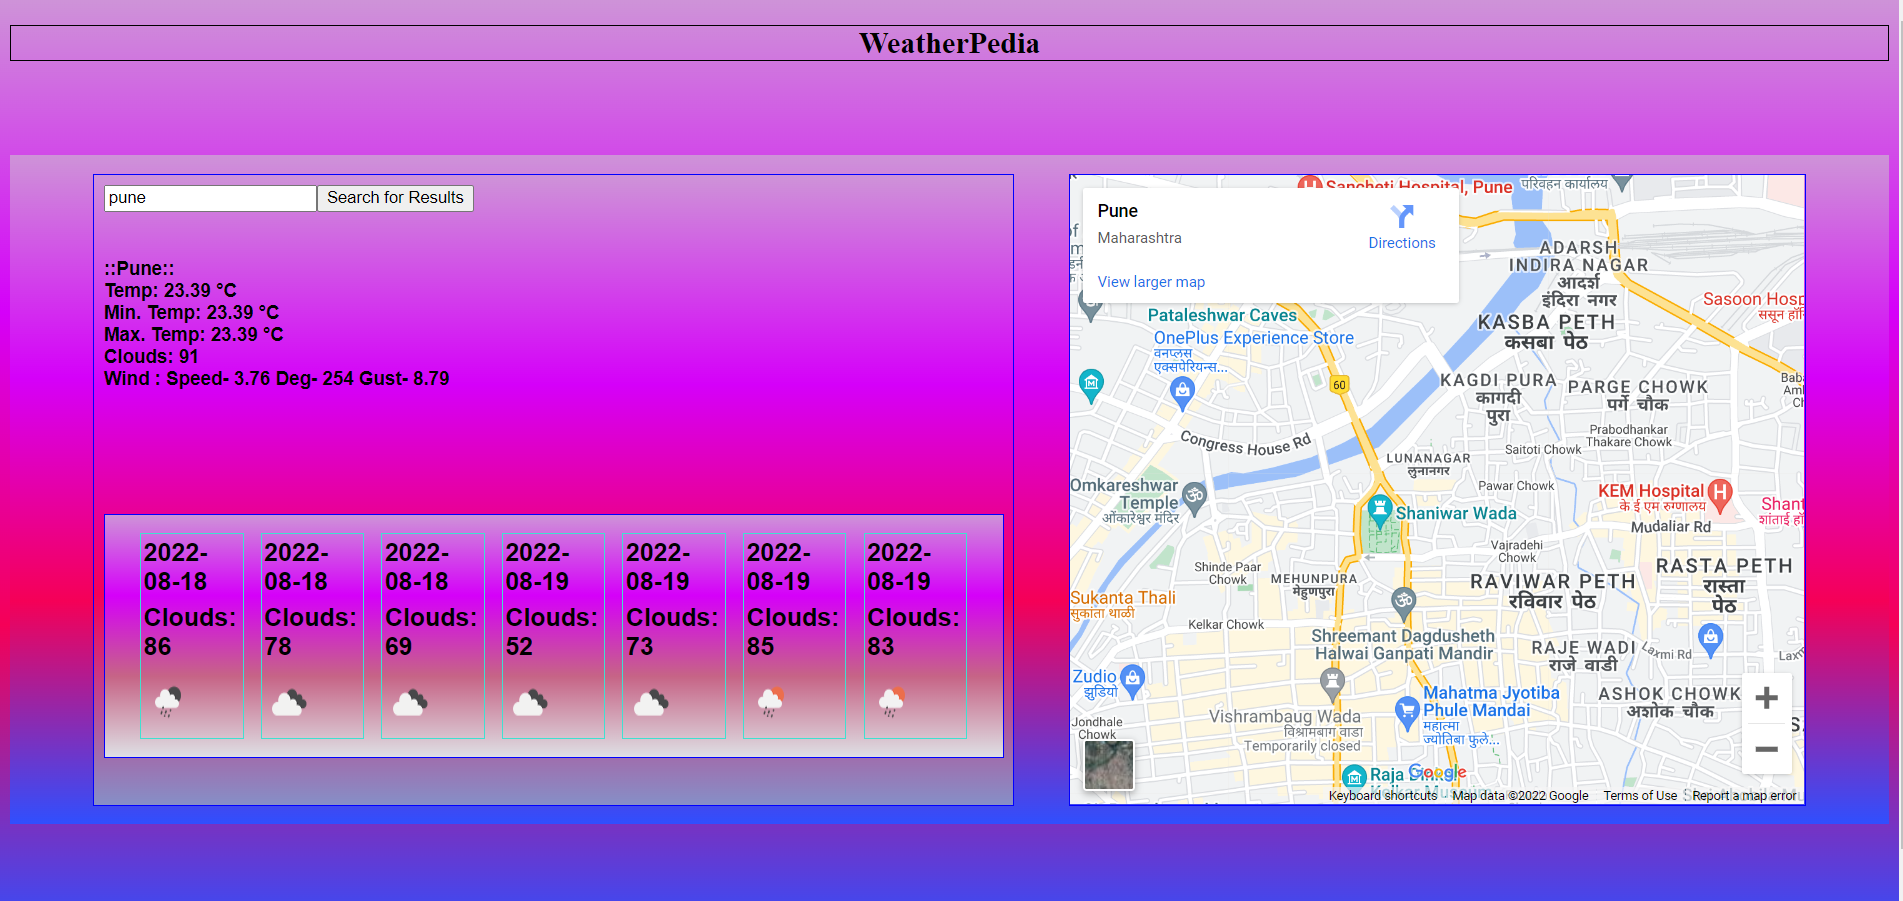 WeatherPedia
pune
Search for Results
::Pune::
Temp: 23.39 °C
Min. Temp: 23.39 °C
Max. Temp: 23.39 °C
Clouds: 91
Wind : Speed- 3.76 Deg- 254 Gust- 8.79
2022-
08-18
Clouds:
86
2022-
08-18
Clouds:
78
2022-
08-18
Clouds:
69
2022-
08-19
Clouds:
52
2022-
08-19
Clouds:
73
2022-
08-19
Clouds:
85
2022-
08-19
Clouds:
83
Sancheti Hospital, Pune
परिवहन कार्यालय
Pune
Maharashtra
Directions
View larger map
ADARSH
INDIRA NAGAR
आदर्श
इंदिरा नगर
Sasoon Hosp
ससून
Pataleshwar Caves
KASBA PETH
कसबा पेठ
OnePlus Experience Store
वनप्लस
एक्सपेरियन्स...
60
KAGDI PURA
कागदी
पुरा
PARGE CHOWK
पर्गे चौक
Prabodhankar
Thakare Chowk
Congress House Rd
LUNANAGAR
लुनानगर
Saitoti Chowk
Omkareshwar
Temple
ओंकारेश्वर मंदिर
Pawar Chowk
KEM Hospital
के ई एम रुग्णालय
Shant
शांताई
Shaniwar Wada
Mudaliar Rd
Vajradehi
Chowk
Shinde Paar
Chowk
MEHUNPURA
मेहुणपुरा
RAVIWAR PETH
रविवार पेठ
RASTA PETH
रास्ता
पेठ
Sukanta Thali
सुकांता थाळी
Kelkar Chowk
Shreemant Dagdusheth
Halwai Ganpati Mandir
RAJE WADI
राजे वाडी
Laxmi Rd
Zudio
झुडियो
Mahatma Jyotiba
Phule Mandai
महात्मा
ज्योतिबा फुले...
ASHOK CHOWK
अशोक चौक
Vishrambaug Wada
विश्रामबाग वाडा
Temporarily closed
Jondhale
Chowk
Raja Dinkar
Google
Keyboard shortcuts
Map data ©2022 Google
Terms of Use
Report a map error